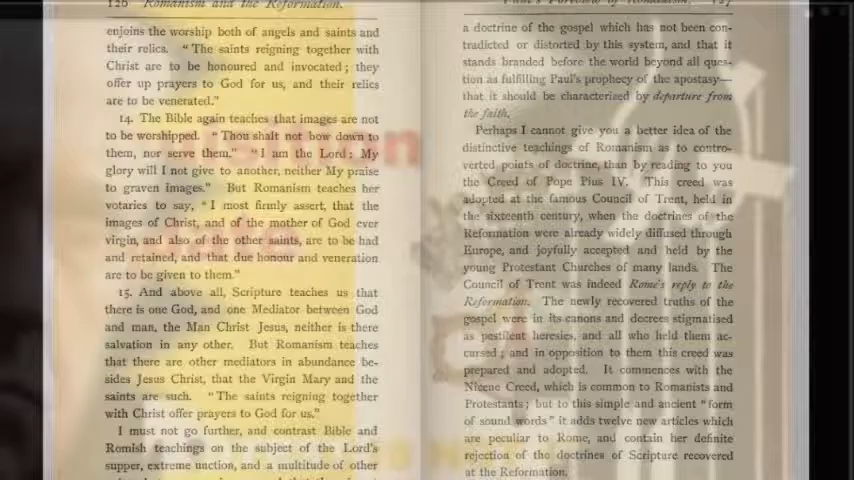 126 Romanism and the Reformation.
enjoins the worship both of angels and saints and
their relics. “The saints reigning together with
Christ are to be honoured and invocated; they
offer up prayers to God for us, and their relics
are to be venerated.”
14. The Bible again teaches that images are not
to be worshipped. “Thou shalt not bow down to
them, nor serve them.” “I am the Lord: My
glory will I not give to another, neither My praise
to graven images.” But Romanism teaches her
votaries to say, “I most firmly assert, that the
images of Christ, and of the mother of God ever
virgin, and also of the other saints, are to be had
and retained, and that due honour and veneration
are to be given to them.”
15. And above all, Scripture teaches us that
there is one God, and one Mediator between God
and man, the Man Christ Jesus, neither is there
salvation in any other. But Romanism teaches
that there are other mediators in abundance be-
sides Jesus Christ, that the Virgin Mary and the
saints are such. “The saints reigning together
with Christ offer prayers to God for us.”
I must not go further, and contrast Bible and
Romish teachings on the subject of the Lord's
supper, extreme unction, and a multitude of other
Paul's Foreview of Romanism. 127
a doctrine of the gospel which has not been con-
tradicted or distorted by this system, and that it
stands branded before the world beyond all ques-
tion as fulfilling Paul's prophecy of the apostasy—
that it should be characterized by departure from
the faith.
Perhaps I cannot give you a better idea of the
distinctive teachings of Romanism as to contro-
verted points of doctrine, than by reading to you
the Creed of Pope Pius IV. This creed was
adopted at the famous Council of Trent, held in
the sixteenth century, when the doctrines of the
Reformation were already widely diffused through
Europe, and joyfully accepted and held by the
young Protestant Churches of many lands. The
Council of Trent was indeed Rome's reply to the
Reformation. The newly recovered truths of the
gospel were in its canons and decrees stigmatised
as pestilent heresies, and all who held them ac-
cursed; and in opposition to them this creed was
prepared and adopted. It commences with the
Nicene Creed, which is common to Romanists and
Protestants; but to this simple and ancient “form
of sound words” it adds twelve new articles which
are peculiar to Rome, and contain her definite
rejection of the doctrines of Scripture recovered
at the Reformation.